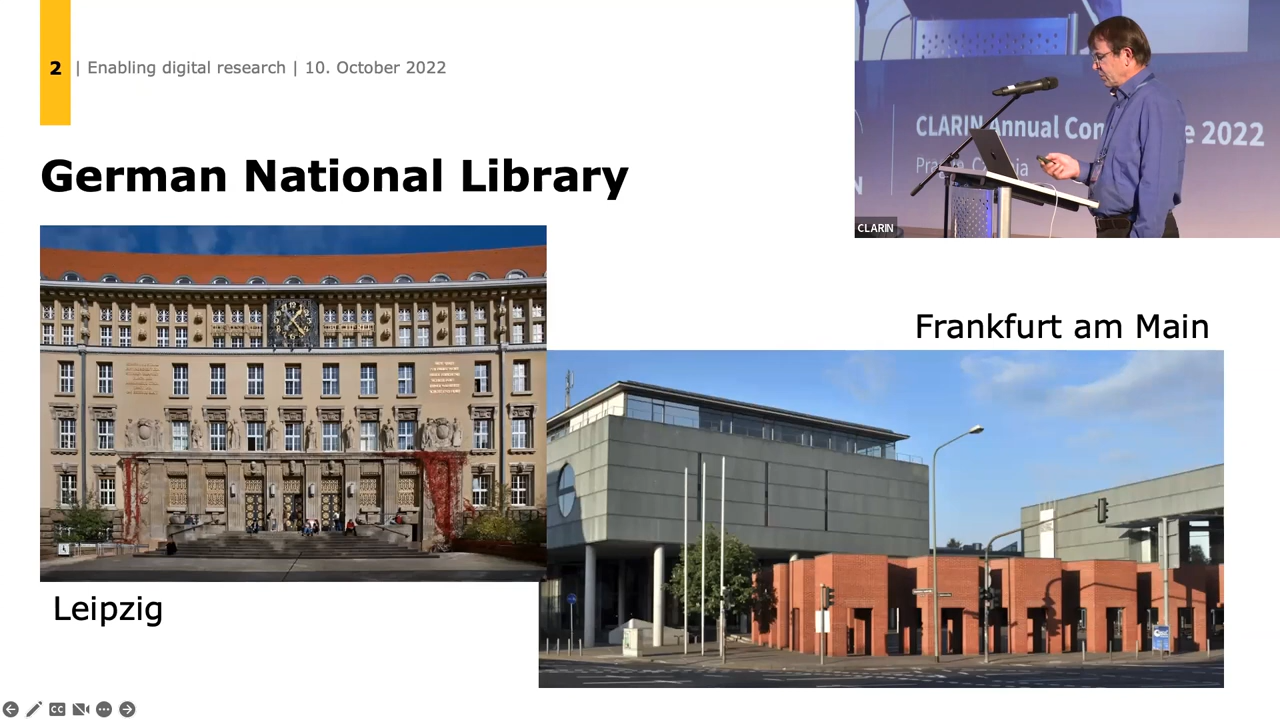 2 | Enabling digital research | 10. October 2022
German National Library
CLARIN Annual Con e 2022
CLARIN
Frankfurt am Main
Leipzig
CC